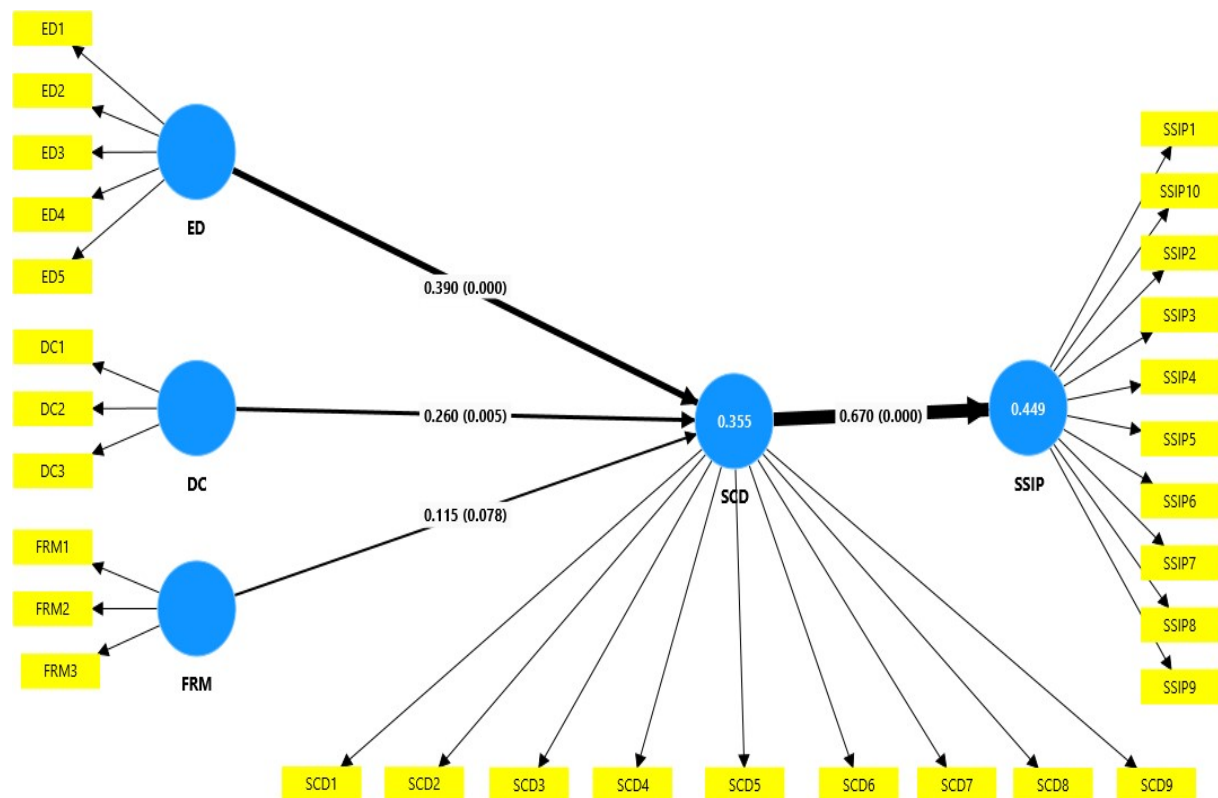 ED1
ED2
ED3
ED4
ED5
ED
0.390 (0.000)
DC1
DC2
DC3
DC
0.260 (0.005)
FRM1
FRM2
FRM3
FRM
0.115 (0.078)
0.355
SCD
0.670 (0.000)
0.449
SSIP
SSIP1
SSIP10
SSIP2
SSIP3
SSIP4
SSIP5
SSIP6
SSIP7
SSIP8
SSIP9
SCD1
SCD2
SCD3
SCD4
SCD5
SCD6
SCD7
SCD8
SCD9